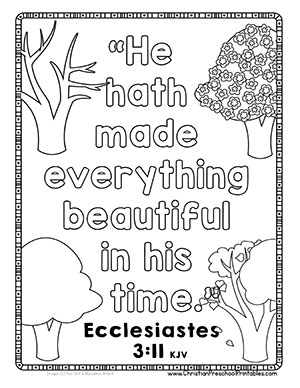 “He
hath
made
everything
beautiful
in his
time.
Ecclesiastes
3:11 KJV
www.ChristianPreschoolPrintables.com